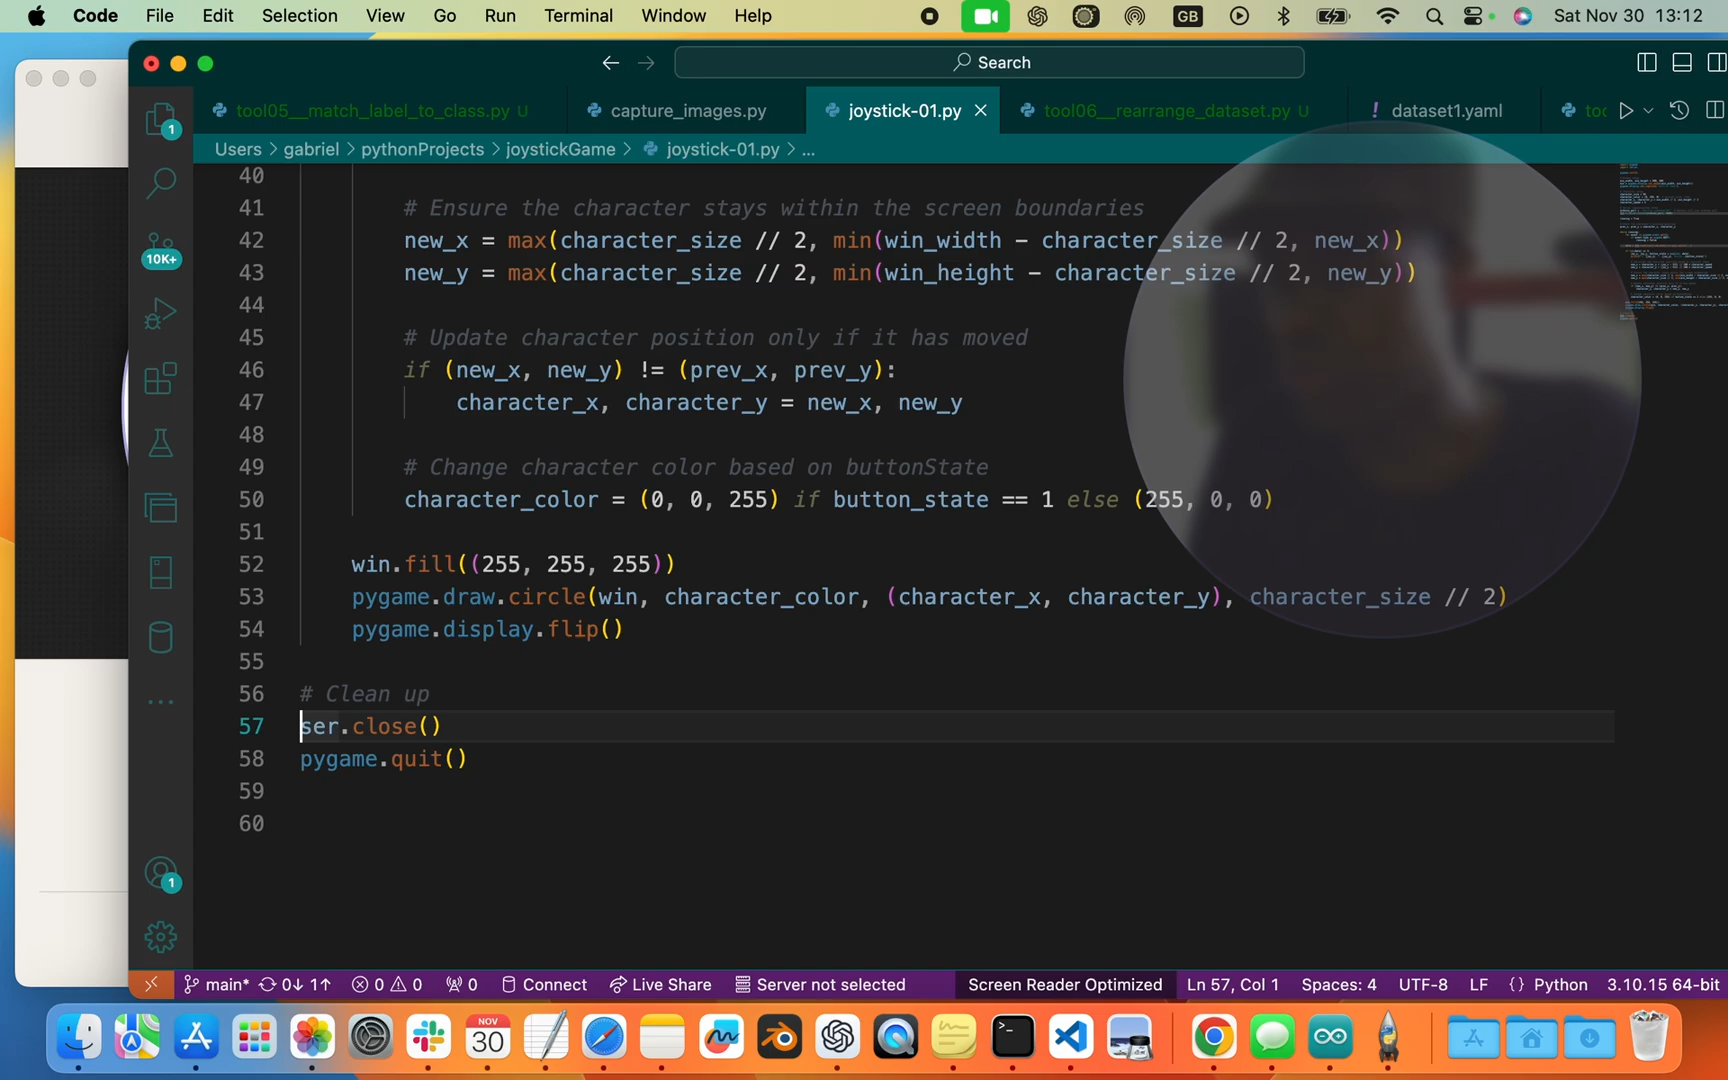 Code File Edit Selection View Go Run Terminal Window Help GB Sat Nov 30 13:12
Search
tool05__match_label_to_class.py U capture_images.py joystick-01.py tool06__rearrange_dataset.py U ! dataset1.yaml
Users > gabriel > pythonProjects > joystickGame > joystick-01.py > ...
40
41 # Ensure the character stays within the screen boundaries
42 new_x = max(character_size // 2, min(win_width - character_size // 2, new_x))
43 new_y = max(character_size // 2, min(win_height - character_size // 2, new_y))
44
45 # Update character position only if it has moved
46 if (new_x, new_y) != (prev_x, prev_y):
47 character_x, character_y = new_x, new_y
48
49 # Change character color based on buttonState
50 character_color = (0, 0, 255) if button_state == 1 else (255, 0, 0)
51
52 win.fill((255, 255, 255))
53 pygame.draw.circle(win, character_color, (character_x, character_y), character_size // 2)
54 pygame.display.flip()
55
56 # Clean up
57 ser.close()
58 pygame.quit()
59
60
1
10K+
1
main* 0↓ 1↑ 0 0 0 Connect Live Share Server not selected Screen Reader Optimized Ln 57, Col 1 Spaces: 4 UTF-8 LF {} Python 3.10.15 64-bit
NOV
30